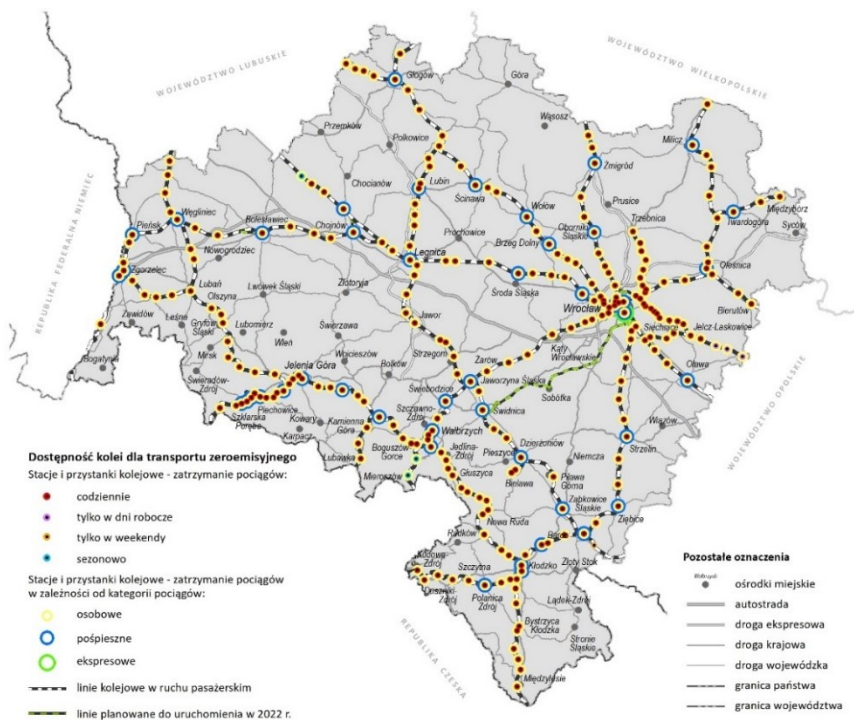 WOJEWÓDZTWO LUBUSKIE
WOJEWÓDZTWO WIELKOPOLSKIE
REPUBLIKA FEDERALNA NIEMIEC
WOJEWÓDZTWO OPOLSKIE
REPUBLIKA CZESKA
Głogów
Góra
Wąsosz
Przemków
Polkowice
Milicz
Żmigród
Chocianów
Lubin
Ścinawa
Wołów
Prusice
Trzebnica
Twardogóra
Międzybórz
Syców
Pieńsk
Węgliniec
Bolesławiec
Chojnów
Prochowice
Brzeg Dolny
Oborniki
Śląskie
Nowogrodziec
Legnica
Oleśnica
Zgorzelec
Lubań
Lwówek Śląski
Złotoryja
Środa Śląska
Wrocław
Bierutów
Olszyna
Zawidów
Leśna
Gryfów
Śląski
Lubomierz
Jawor
Siechnice
Jelcz-Laskowice
Bogatynia
Mirsk
Wleń
Świerzawa
Wojcieszów
Strzegom
Kąty
Wrocławskie
Świeradów-
Zdrój
Jelenia Góra
Bolków
Żarów
Jaworzyna Śląska
Oława
Świebodzice
Sobótka
Szklarska
Poręba
Piechowice
Kowary
Karpacz
Kamienna
Góra
Szczawno-
Zdrój
Świdnica
Wiązów
Wałbrzych
Dzierżoniów
Strzelin
Lubawka
Boguszów
Gorce
Jedlina-
Zdrój
Pieszyce
Niemcza
Mieroszów
Głuszyca
Bielawa
Piława
Górna
Ząbkowice
Śląskie
Ziębice
Nowa Ruda
Radków
Bardo
Kudowa
Zdrój
Szczytna
Kłodzko
Złoty Stok
Duszniki-
Zdrój
Polanica
Zdrój
Lądek-Zdrój
Bystrzyca
Kłodzka
Stronie
Śląskie
Międzylesie
Dostępność kolei dla transportu zeroemisyjnego
Stacje i przystanki kolejowe - zatrzymanie pociągów:
codziennie
tylko w dni robocze
tylko w weekendy
sezonowo
Stacje i przystanki kolejowe - zatrzymanie pociągów
w zależności od kategorii pociągów:
osobowe
pośpieszne
ekspresowe
linie kolejowe w ruchu pasażerskim
linie planowane do uruchomienia w 2022 r.
Pozostałe oznaczenia
ośrodki miejskie
autostrada
droga ekspresowa
droga krajowa
droga wojewódzka
granica państwa
granica województwa